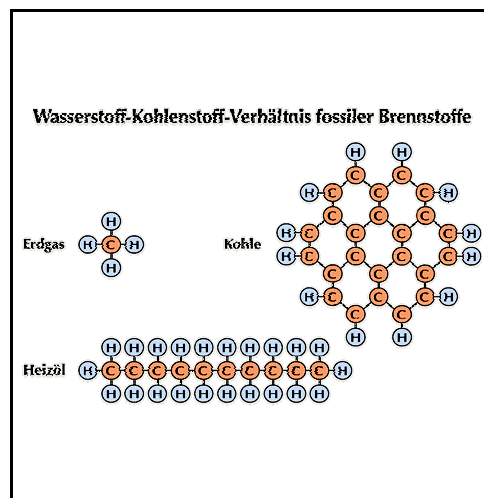 Wasserstoff-Kohlenstoff-Verhältnis fossiler Brennstoffe
Erdgas
H
H C H
H
Kohle
H H
C C
H C C C H
C C C
H C C C C H
H C C C C H
C C C
H C C C H
C C
H H
Heizöl
H H H H H H H H H H
H C C C C C C C C C C H
H H H H H H H H H H